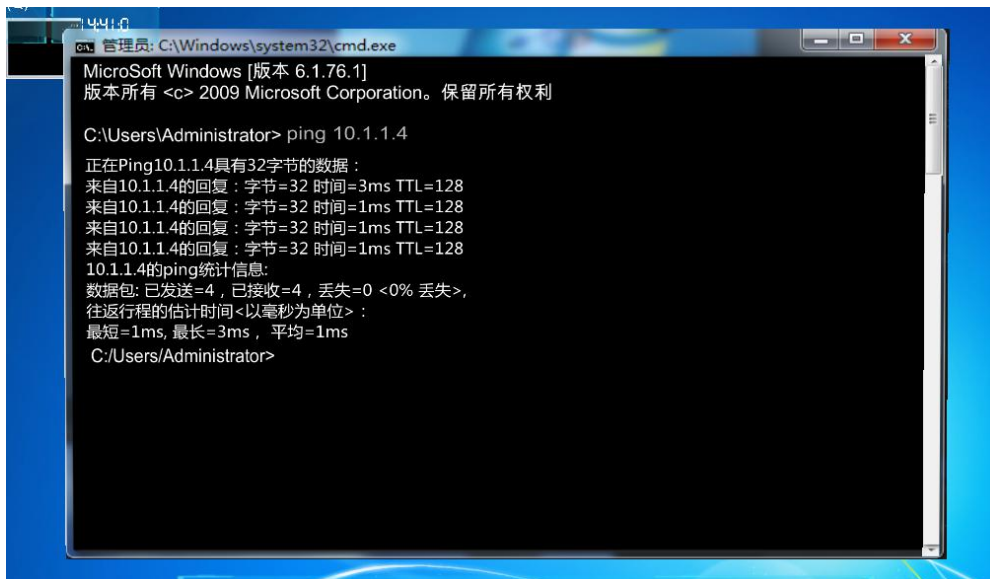 14:41:0
管理员: C:\Windows\system32\cmd.exe
MicroSoft Windows [版本 6.1.76.1]
版本所有 <c> 2009 Microsoft Corporation。保留所有权利
C:\Users\Administrator> ping 10.1.1.4
正在Ping10.1.1.4具有32字节的数据：
来自10.1.1.4的回复：字节=32 时间=3ms TTL=128
来自10.1.1.4的回复：字节=32 时间=1ms TTL=128
来自10.1.1.4的回复：字节=32 时间=1ms TTL=128
来自10.1.1.4的回复：字节=32 时间=1ms TTL=128
10.1.1.4的ping统计信息:
数据包: 已发送=4，已接收=4，丢失=0 <0% 丢失>,
往返行程的估计时间<以毫秒为单位>：
最短=1ms, 最长=3ms， 平均=1ms
C:/Users/Administrator>